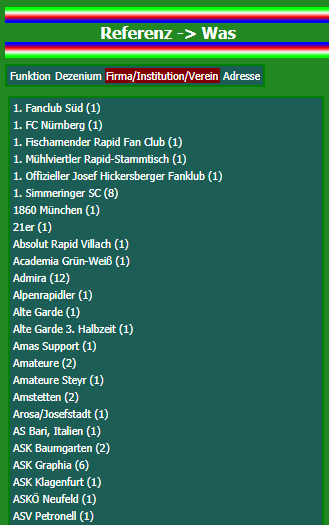 Referenz -> Was
Funktion Dezenium Firma/Institution/Verein Adresse
1. Fanclub Süd (1)
1. FC Nürnberg (1)
1. Fischamender Rapid Fan Club (1)
1. Mühlviertler Rapid-Stammtisch (1)
1. Offizieller Josef Hickersberger Fanklub (1)
1. Simmeringer SC (8)
1860 München (1)
21er (1)
Absolut Rapid Villach (1)
Academia Grün-Weiß (1)
Admira (12)
Alpenrapidler (1)
Alte Garde (1)
Alte Garde 3. Halbzeit (1)
Amas Support (1)
Amateure (2)
Amateure Steyr (1)
Amstetten (2)
Arosa/Josefstadt (1)
AS Bari, Italien (1)
ASK Baumgarten (2)
ASK Graphia (6)
ASK Klagenfurt (1)
ASKÖ Neufeld (1)
ASV Petronell (1)